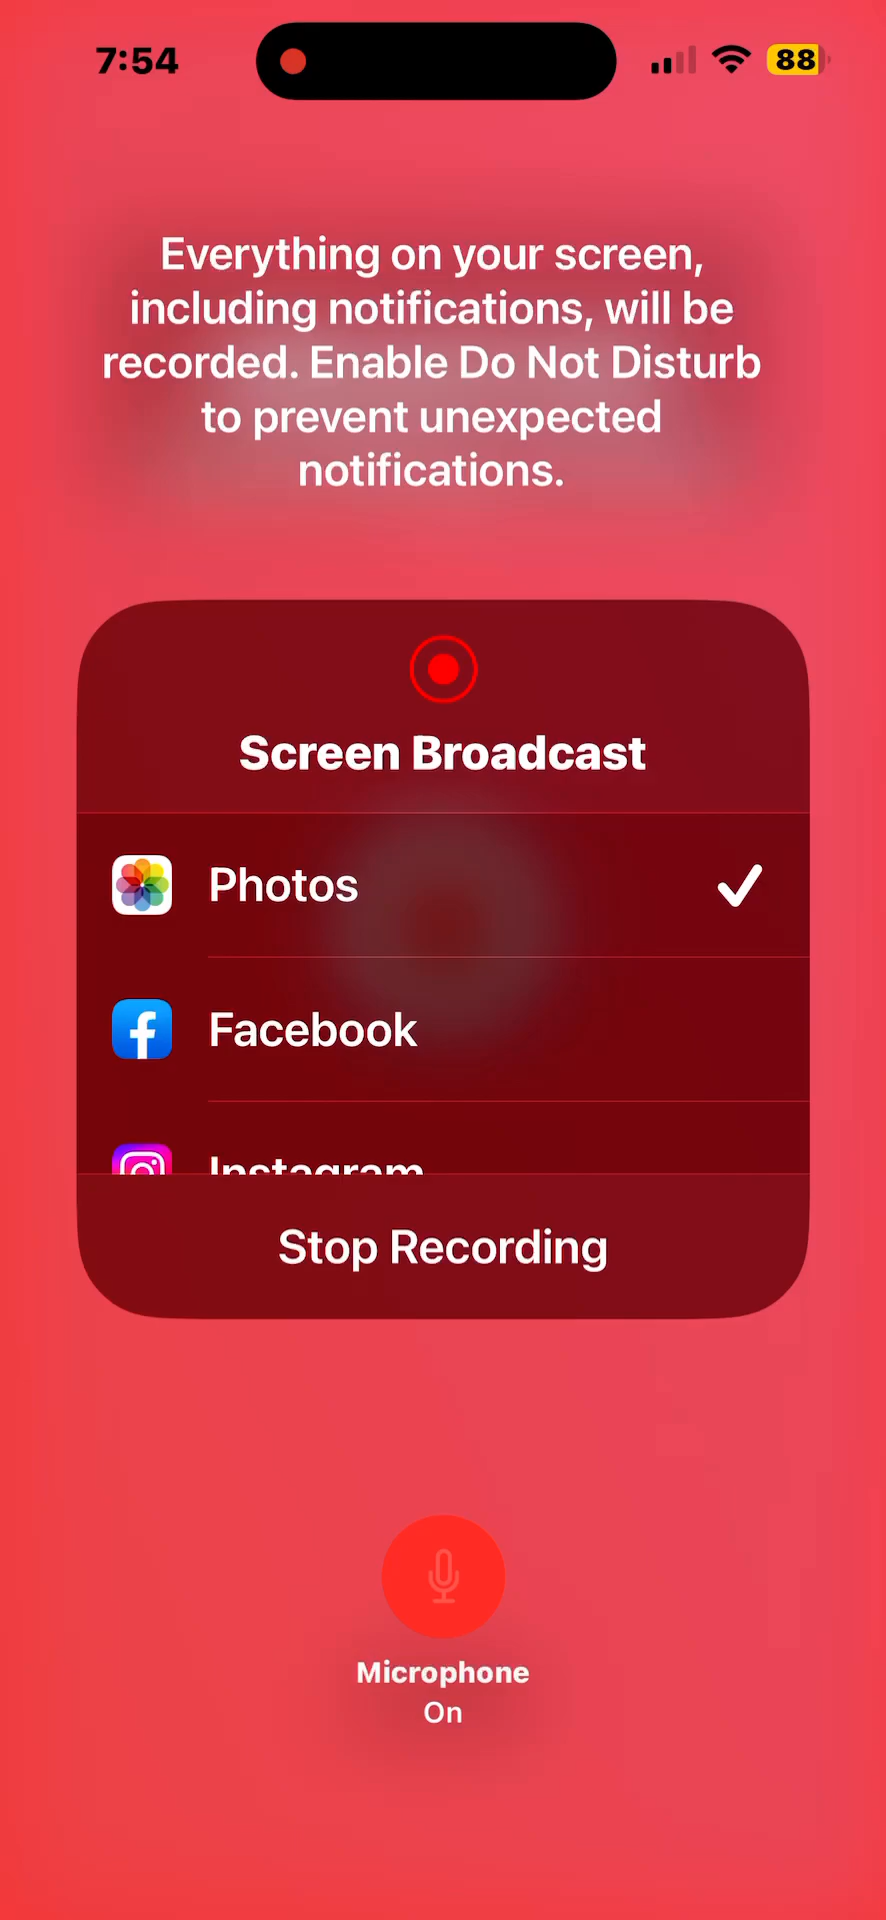 7:54
88
Everything on your screen,
including notifications, will be
recorded. Enable Do Not Disturb
to prevent unexpected
notifications.
Screen Broadcast
Photos
Facebook
Instagram
Stop Recording
Microphone
On